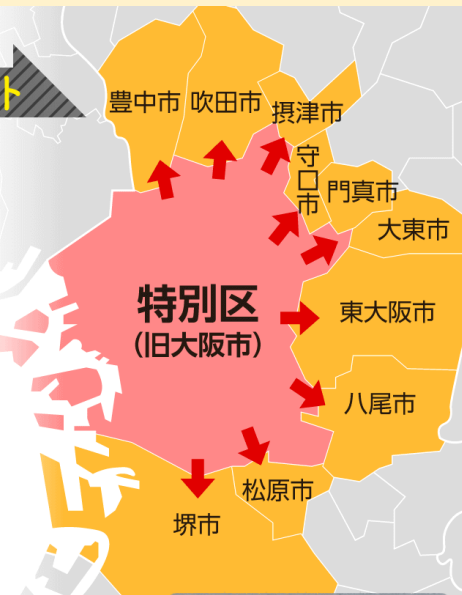 ト
豊中市
吹田市
摂津市
守口市
門真市
大東市
特別区
(旧大阪市)
東大阪市
八尾市
松原市
堺市